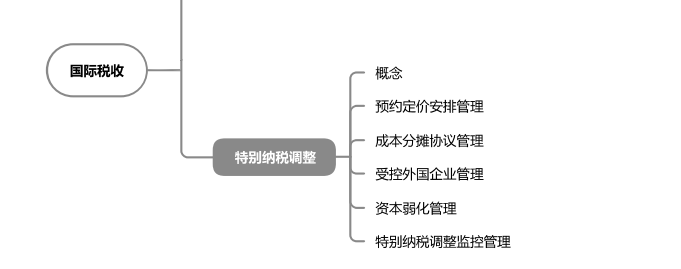 国际税收
特别纳税调整
概念
预约定价安排管理
成本分摊协议管理
受控外国企业管理
资本弱化管理
特别纳税调整监控管理